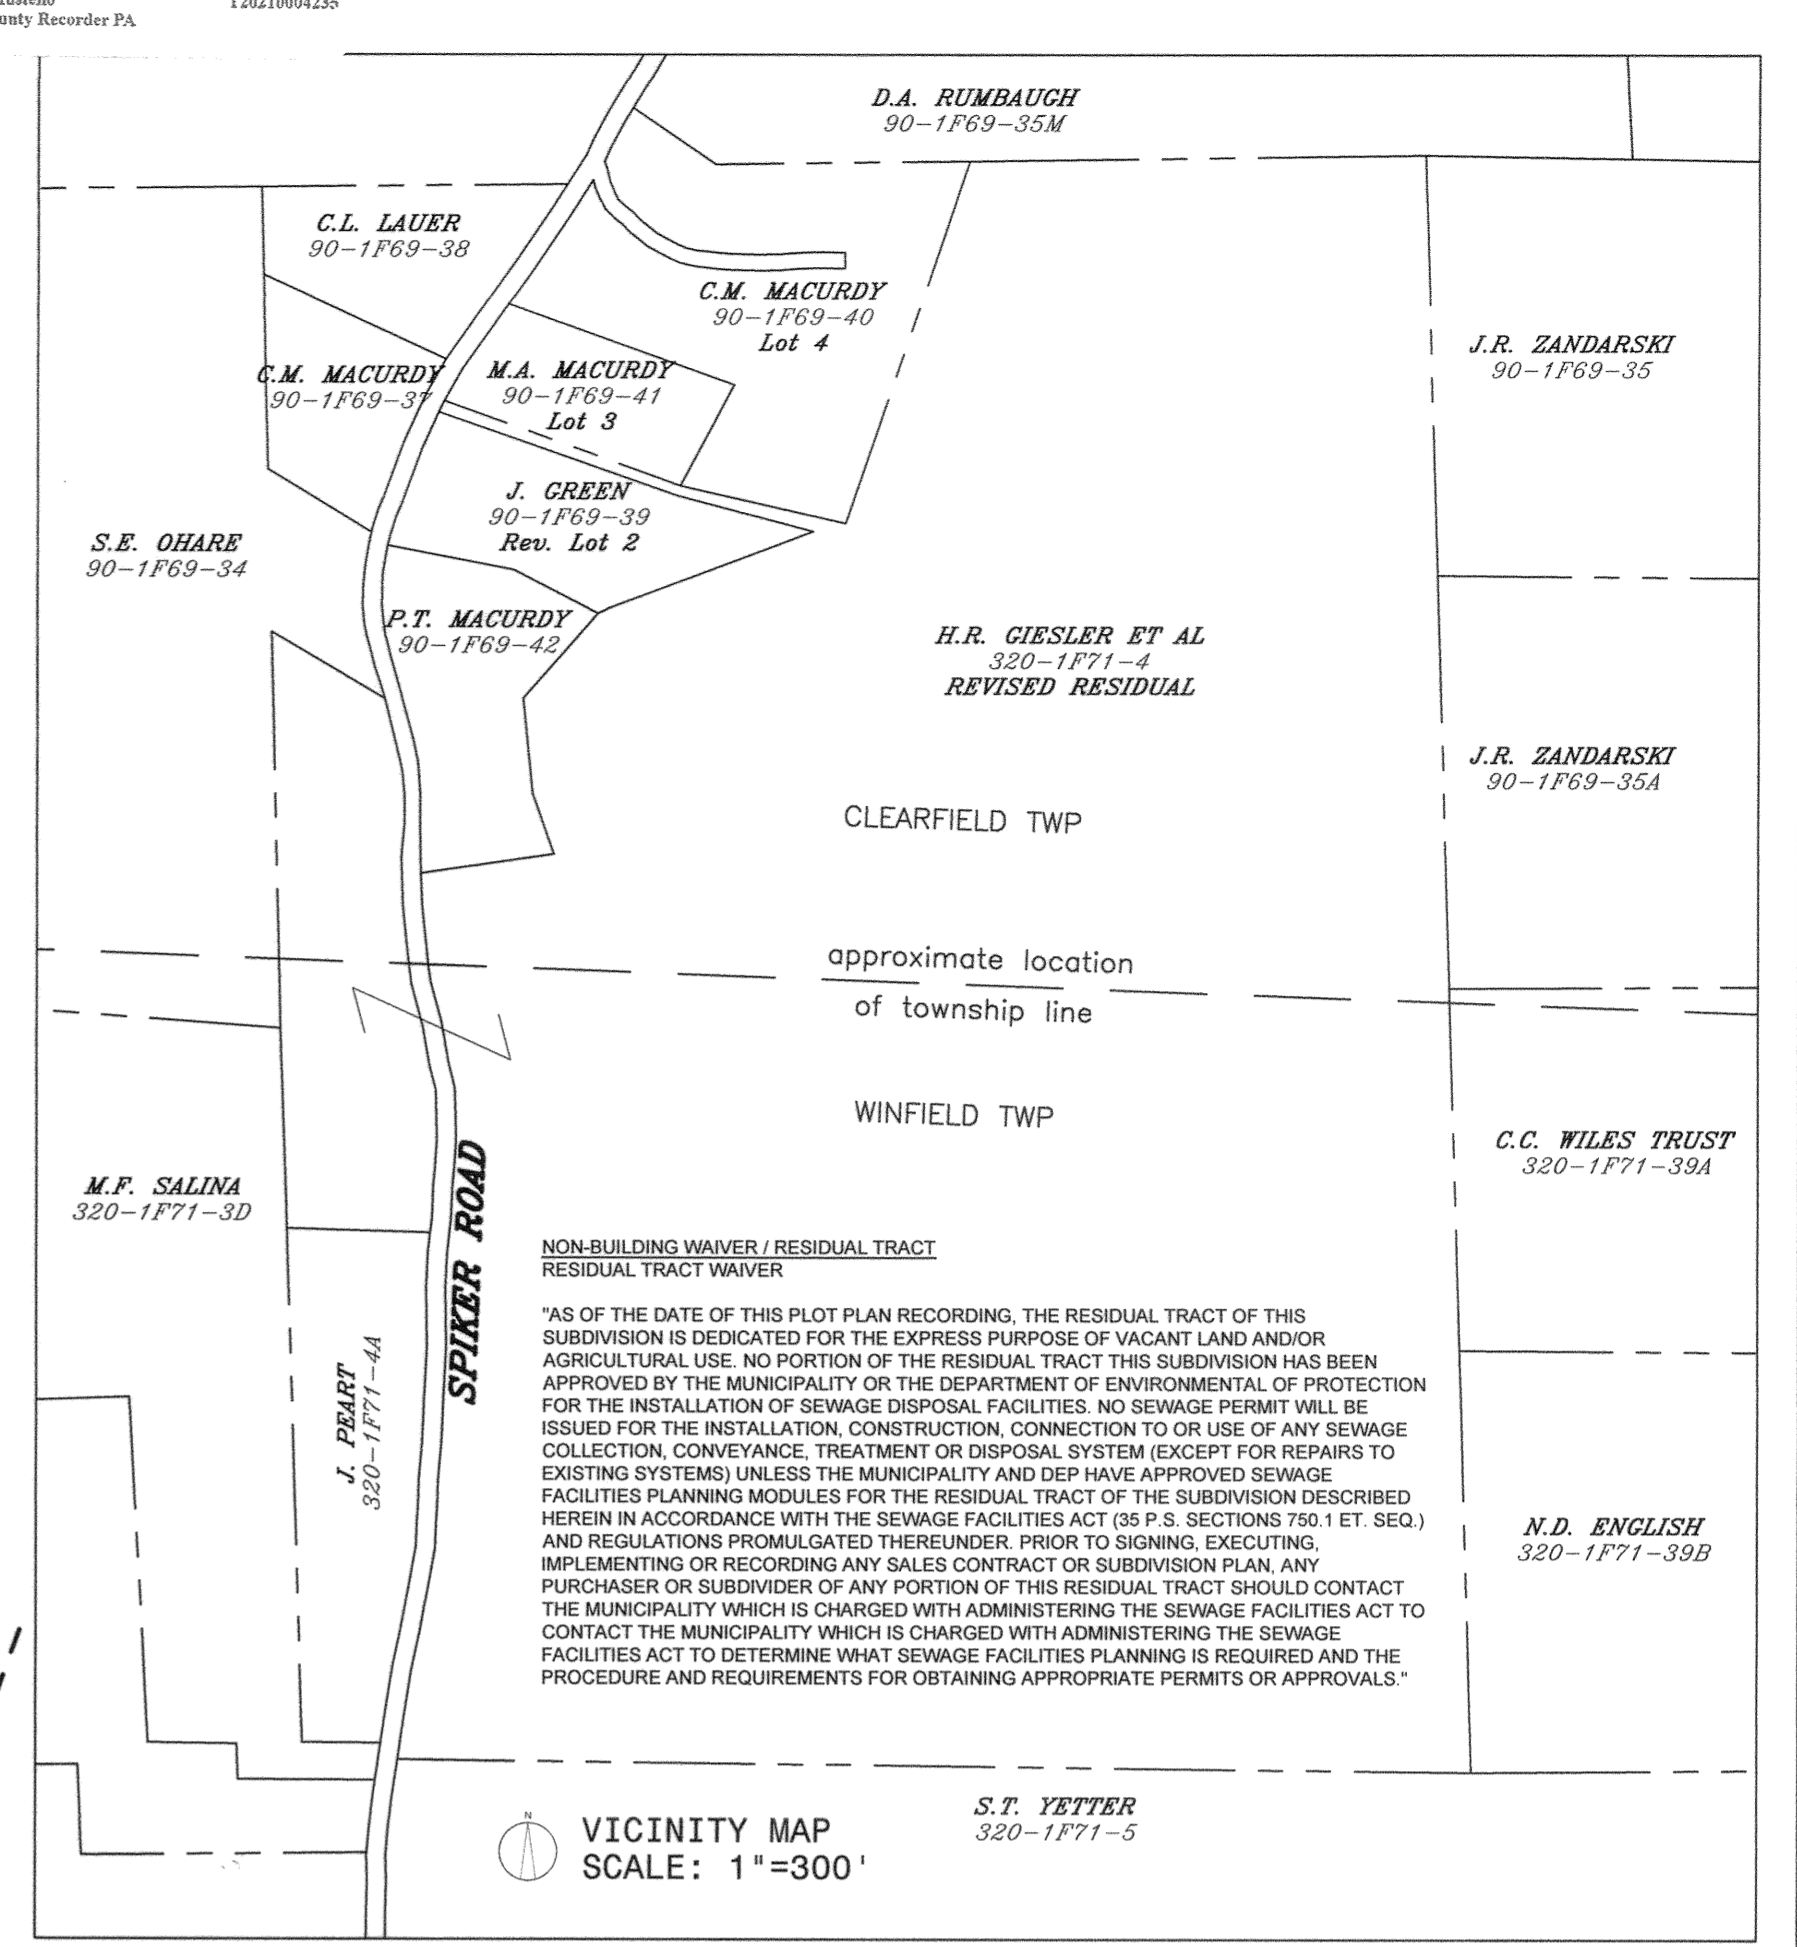 unty Recorder PA
D.A. RUMBAUGH
90-1F69-35M
C.L. LAUER
90-1F69-38
C.M. MACURDY
90-1F69-40
Lot 4
J.R. ZANDARSKI
90-1F69-35
C.M. MACURDY
90-1F69-37
M.A. MACURDY
90-1F69-41
Lot 3
J. GREEN
90-1F69-39
Rev. Lot 2
S.E. OHARE
90-1F69-34
P.T. MACURDY
90-1F69-42
H.R. GIESLER ET AL
320-1F71-4
REVISED RESIDUAL
J.R. ZANDARSKI
90-1F69-35A
CLEARFIELD TWP
approximate location
of township line
WINFIELD TWP
C.C. WILES TRUST
320-1F71-39A
M.F. SALINA
320-1F71-3D
SPIKER ROAD
J. PEART
320-1F71-4A
NON-BUILDING WAIVER / RESIDUAL TRACT
RESIDUAL TRACT WAIVER
"AS OF THE DATE OF THIS PLOT PLAN RECORDING, THE RESIDUAL TRACT OF THIS
SUBDIVISION IS DEDICATED FOR THE EXPRESS PURPOSE OF VACANT LAND AND/OR
AGRICULTURAL USE. NO PORTION OF THE RESIDUAL TRACT THIS SUBDIVISION HAS BEEN
APPROVED BY THE MUNICIPALITY OR THE DEPARTMENT OF ENVIRONMENTAL OF PROTECTION
FOR THE INSTALLATION OF SEWAGE DISPOSAL FACILITIES. NO SEWAGE PERMIT WILL BE
ISSUED FOR THE INSTALLATION, CONSTRUCTION, CONNECTION TO OR USE OF ANY SEWAGE
COLLECTION, CONVEYANCE, TREATMENT OR DISPOSAL SYSTEM (EXCEPT FOR REPAIRS TO
EXISTING SYSTEMS) UNLESS THE MUNICIPALITY AND DEP HAVE APPROVED SEWAGE
FACILITIES PLANNING MODULES FOR THE RESIDUAL TRACT OF THE SUBDIVISION DESCRIBED
HEREIN IN ACCORDANCE WITH THE SEWAGE FACILITIES ACT (35 P.S. SECTIONS 750.1 ET. SEQ.)
AND REGULATIONS PROMULGATED THEREUNDER. PRIOR TO SIGNING, EXECUTING,
IMPLEMENTING OR RECORDING ANY SALES CONTRACT OR SUBDIVISION PLAN, ANY
PURCHASER OR SUBDIVIDER OF ANY PORTION OF THIS RESIDUAL TRACT SHOULD CONTACT
THE MUNICIPALITY WHICH IS CHARGED WITH ADMINISTERING THE SEWAGE FACILITIES ACT TO
CONTACT THE MUNICIPALITY WHICH IS CHARGED WITH ADMINISTERING THE SEWAGE
FACILITIES ACT TO DETERMINE WHAT SEWAGE FACILITIES PLANNING IS REQUIRED AND THE
PROCEDURE AND REQUIREMENTS FOR OBTAINING APPROPRIATE PERMITS OR APPROVALS."
N.D. ENGLISH
320-1F71-39B
S.T. YETTER
320-1F71-5
N
VICINITY MAP
SCALE: 1"=300'